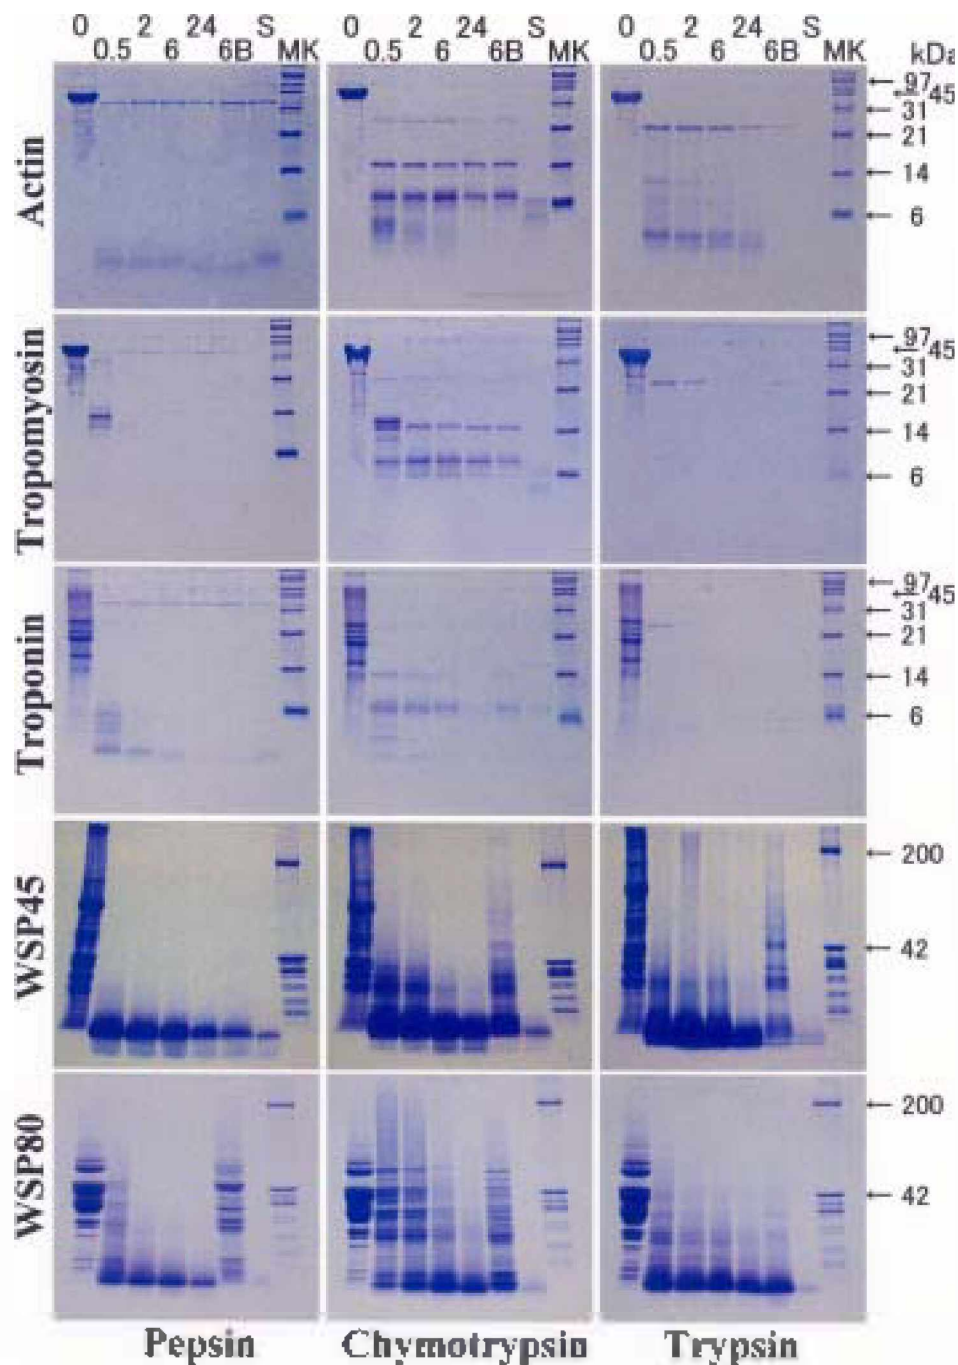 0 2 24 S
0.5 6 6B MK
0 2 24 S
0.5 6 6B MK
0 2 24 S
0.5 6 6B MK kDa
Actin
97
45
31
21
14
6
Tropomyosin
97
45
31
21
14
6
Troponin
97
45
31
21
14
6
WSP45
200
42
WSP80
200
42
Pepsin Chymotrypsin Trypsin